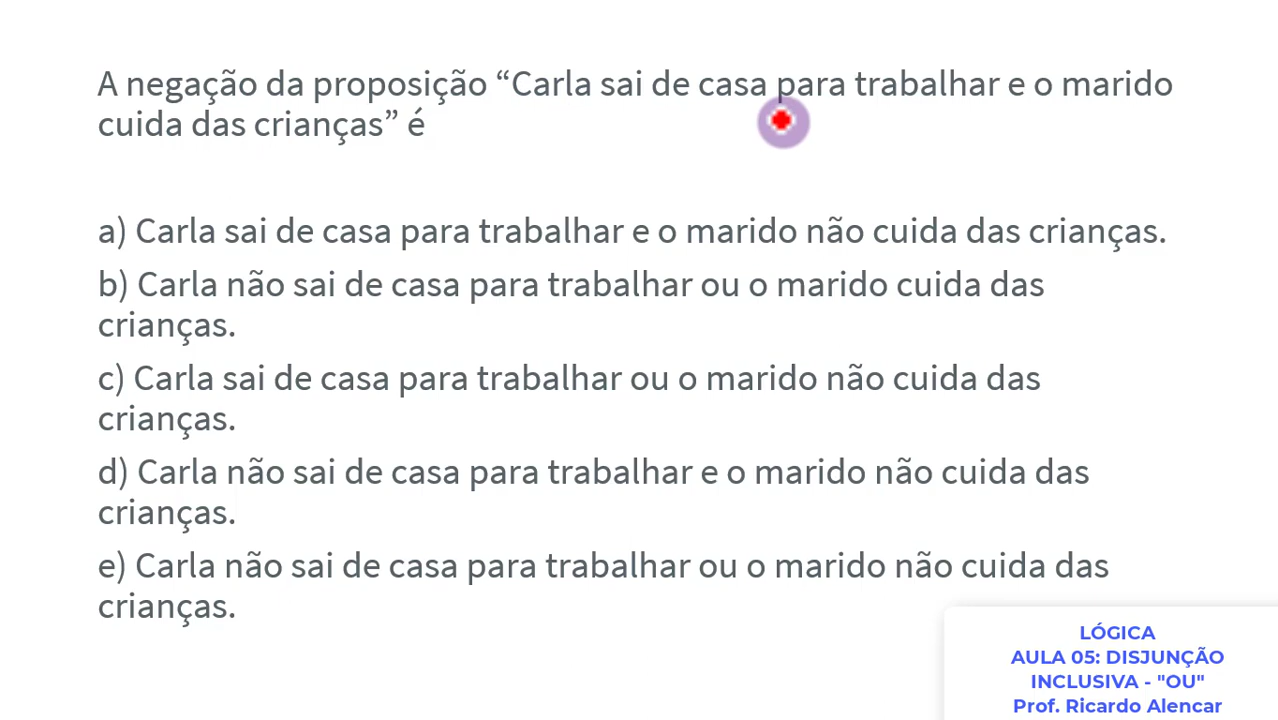 A negação da proposição “Carla sai de casa para trabalhar e o marido
cuida das crianças” é
a) Carla sai de casa para trabalhar e o marido não cuida das crianças.
b) Carla não sai de casa para trabalhar ou o marido cuida das
crianças.
c) Carla sai de casa para trabalhar ou o marido não cuida das
crianças.
d) Carla não sai de casa para trabalhar e o marido não cuida das
crianças.
e) Carla não sai de casa para trabalhar ou o marido não cuida das
crianças.
LÓGICA
AULA 05: DISJUNÇÃO
INCLUSIVA - "OU"
Prof. Ricardo Alencar